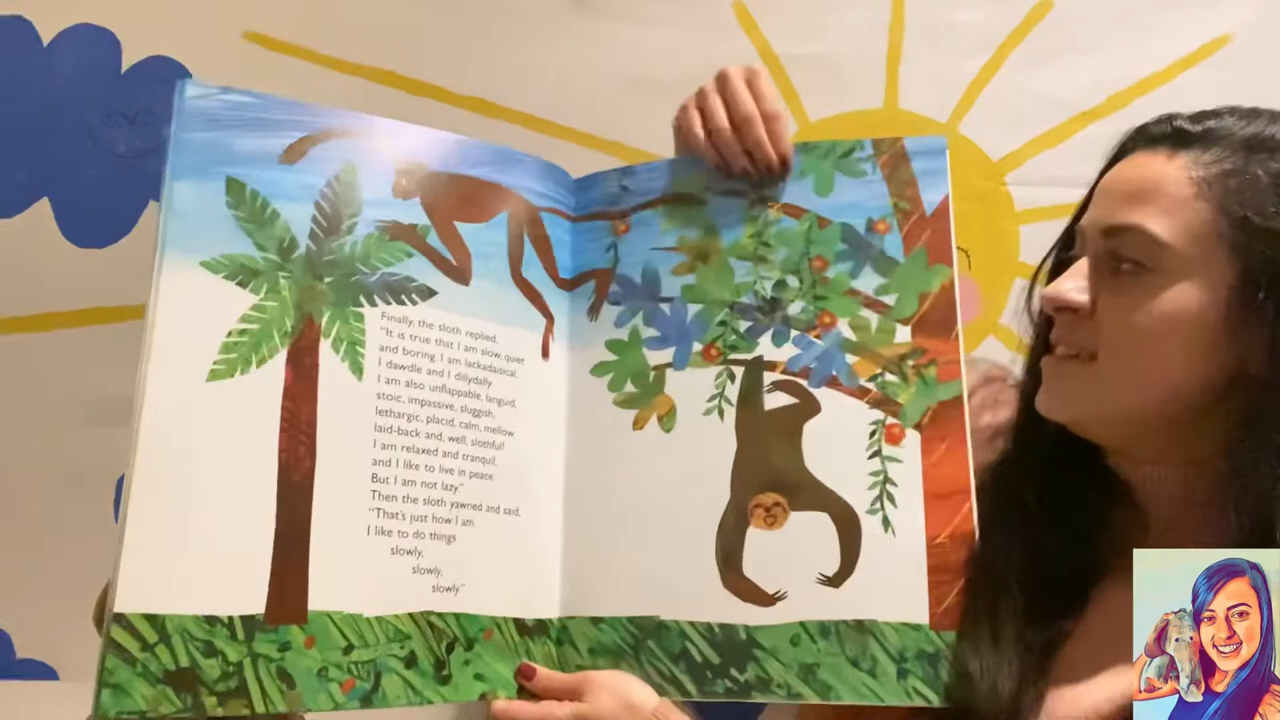 Finally, the sloth replied,
"It is true that I am slow, quiet
and boring. I am lackadaisical,
I dawdle and I dillydally.
I am also unflappable, languid,
stoic, impassive, sluggish,
lethargic, placid, calm, mellow,
laid-back and, well, slothful!
I am relaxed and tranquil,
and I like to live in peace.
But I am not lazy."
Then the sloth yawned and said,
"That's just how I am.
I like to do things
slowly,
slowly,
slowly."